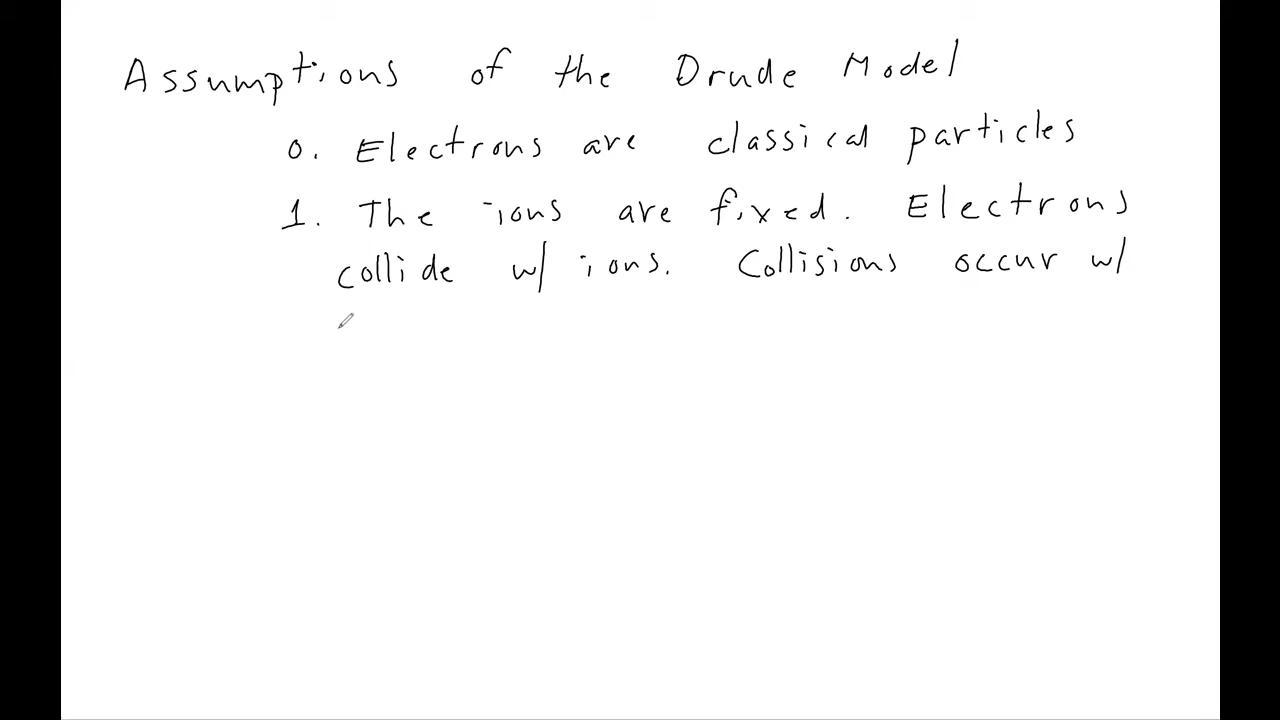 Assumptions of the Drude Model
0. Electrons are classical particles
1. The ions are fixed. Electrons
collide w/ ions. Collisions occur w/